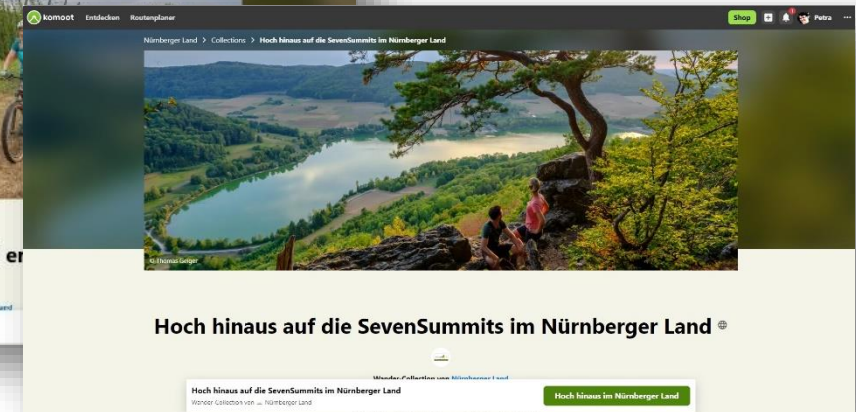 komoot Entdecken Routenplaner Shop Petra
Nürnberger Land > Collections > Hoch hinaus auf die SevenSummits im Nürnberger Land
© Thomas Geiger
er
Hoch hinaus auf die SevenSummits im Nürnberger Land
Wander-Collection von Nürnberger Land
Hoch hinaus auf die SevenSummits im Nürnberger Land
Wander-Collection von Nürnberger Land
Hoch hinaus im Nürnberger Land